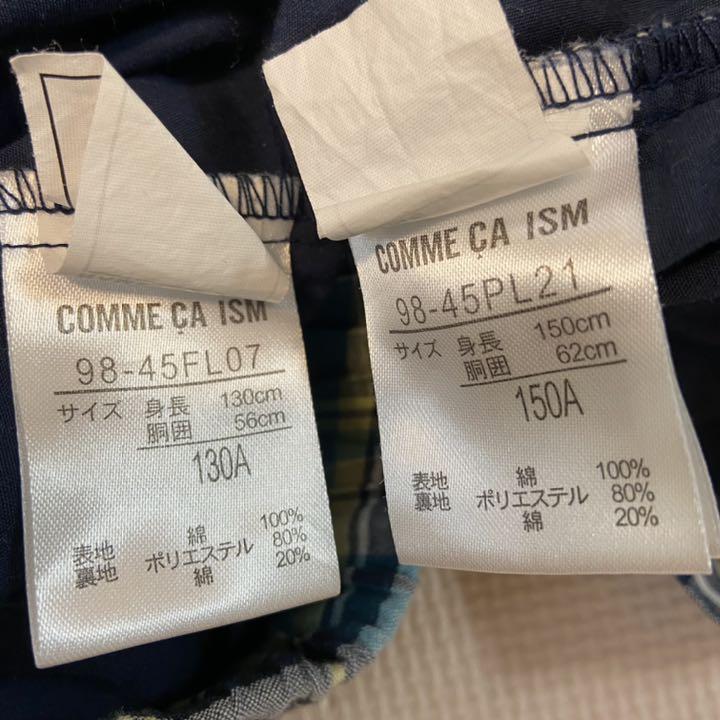 COMME ÇA ISM
98-45FL07
サイズ 身長 130cm
胴囲 56cm
130A
表地 綿 100%
裏地 ポリエステル 80%
綿 20%
COMME ÇA ISM
98-45PL21
サイズ 身長 150cm
胴囲 62cm
150A
表地 綿 100%
裏地 ポリエステル 80%
綿 20%